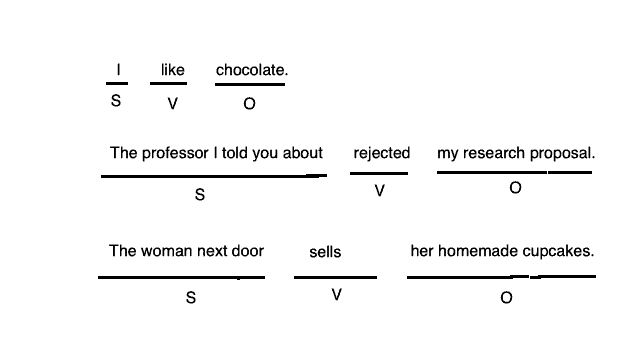 I like chocolate.
S V O
The professor I told you about rejected my research proposal.
S V O
The woman next door sells her homemade cupcakes.
S V O